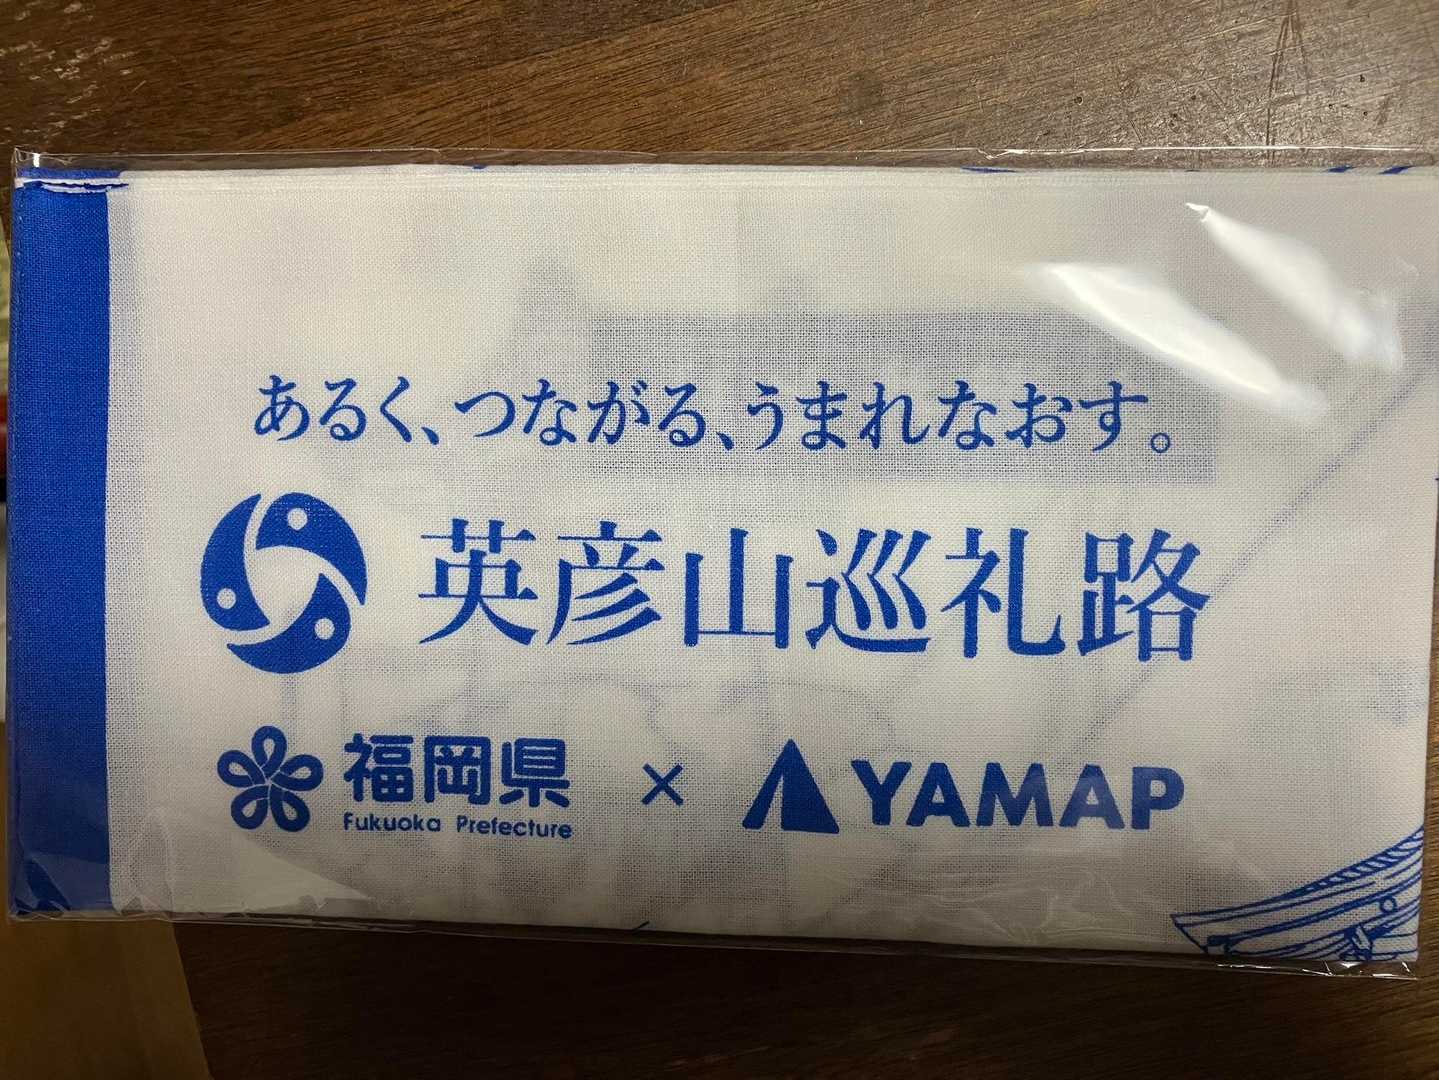 あるく、つながる、うまれなおす。
英彦山巡礼路
福岡県 × YAMAP
Fukuoka Prefecture